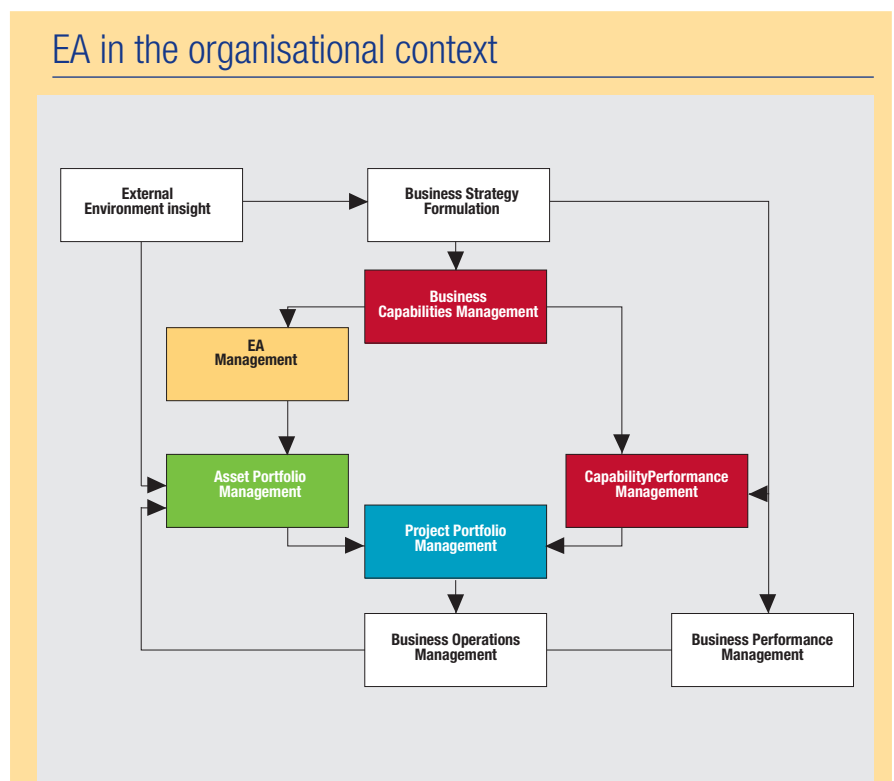 EA in the organisational context
External
Environment insight
Business Strategy
Formulation
Business
Capabilities Management
EA
Management
Asset Portfolio
Management
CapabilityPerformance
Management
Project Portfolio
Management
Business Operations
Management
Business Performance
Management